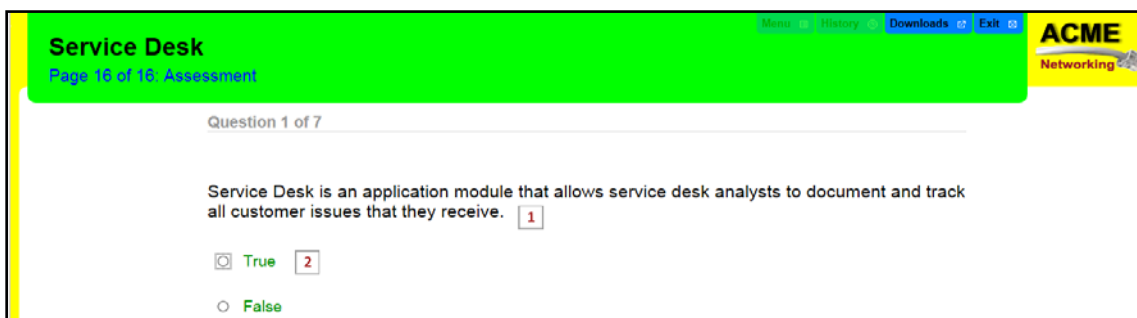 Menu History Downloads Exit
ACME
Networking
Service Desk
Page 16 of 16: Assessment
Question 1 of 7
Service Desk is an application module that allows service desk analysts to document and track
all customer issues that they receive. 1
True 2
False